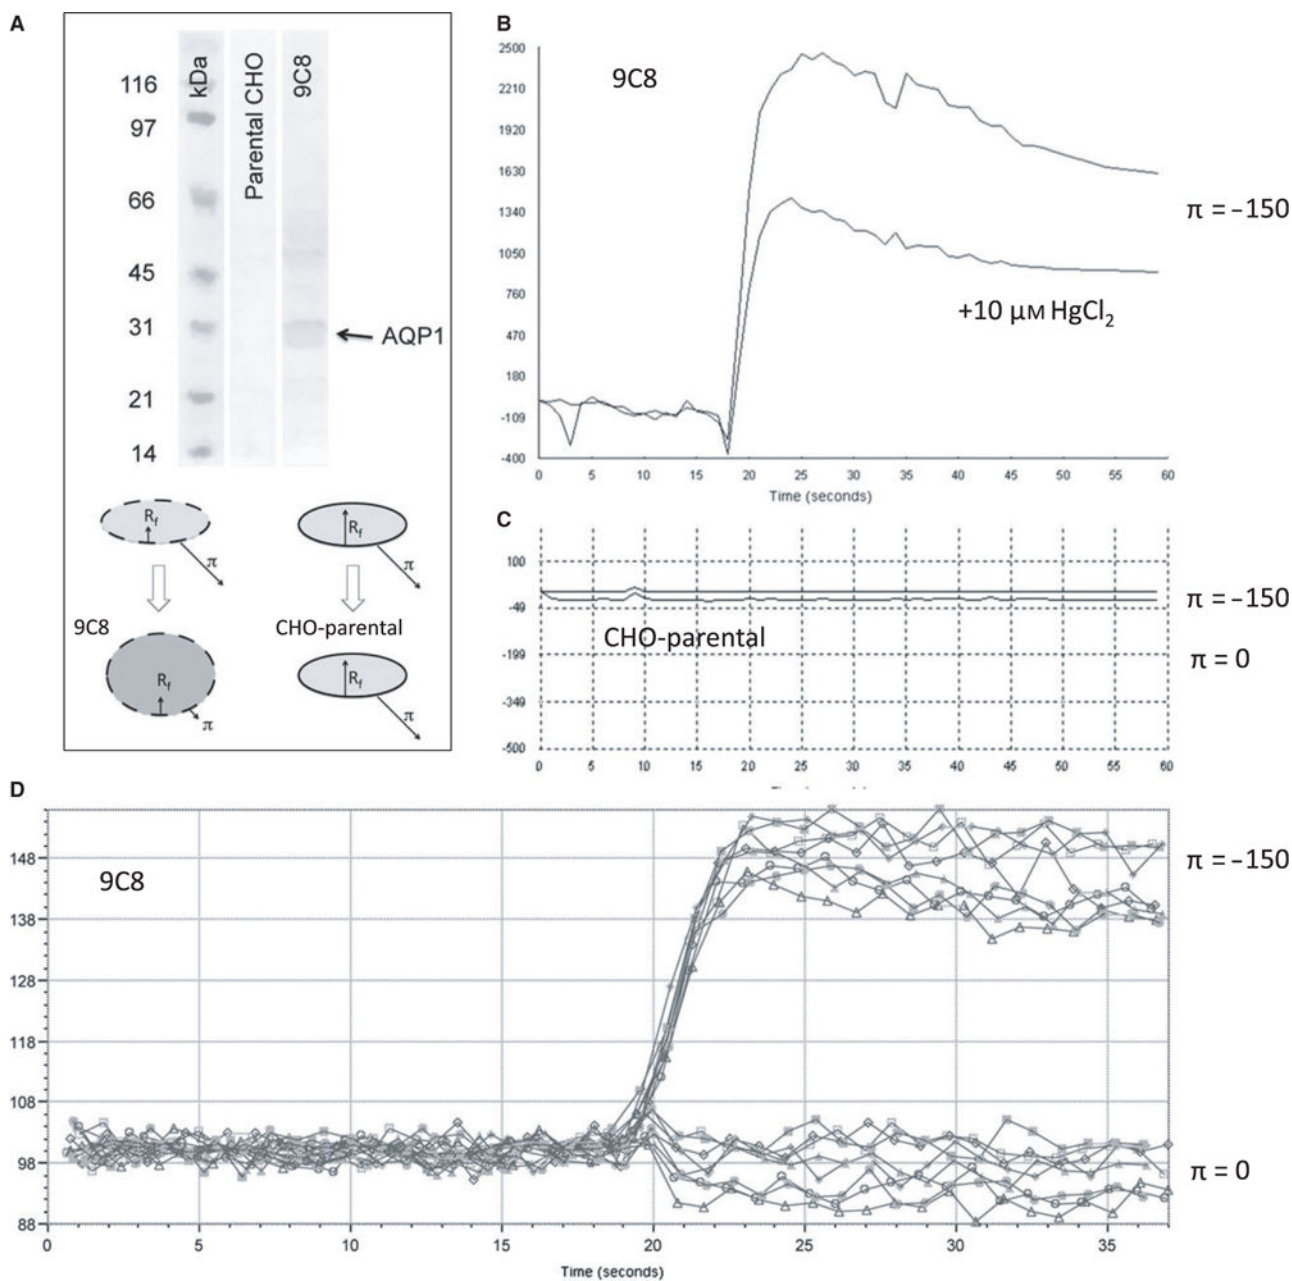 A
kDa
Parental CHO
9C8
116
97
66
45
31
21
14
AQP1
Rf
π
Rf
π
9C8
CHO-parental
Rf
π
Rf
π
B
9C8
2500
2210
1920
1630
1340
1050
760
470
180
-109
-400
π = –150
+10 μM HgCl2
0 5 10 15 20 25 30 35 40 45 50 55 60
Time (seconds)
C
100
-49
-199
-349
-500
CHO-parental
π = –150
π = 0
0 5 10 15 20 25 30 35 40 45 50 55 60
D
9C8
148
138
128
118
108
98
88
π = –150
π = 0
0 5 10 15 20 25 30 35
Time (seconds)